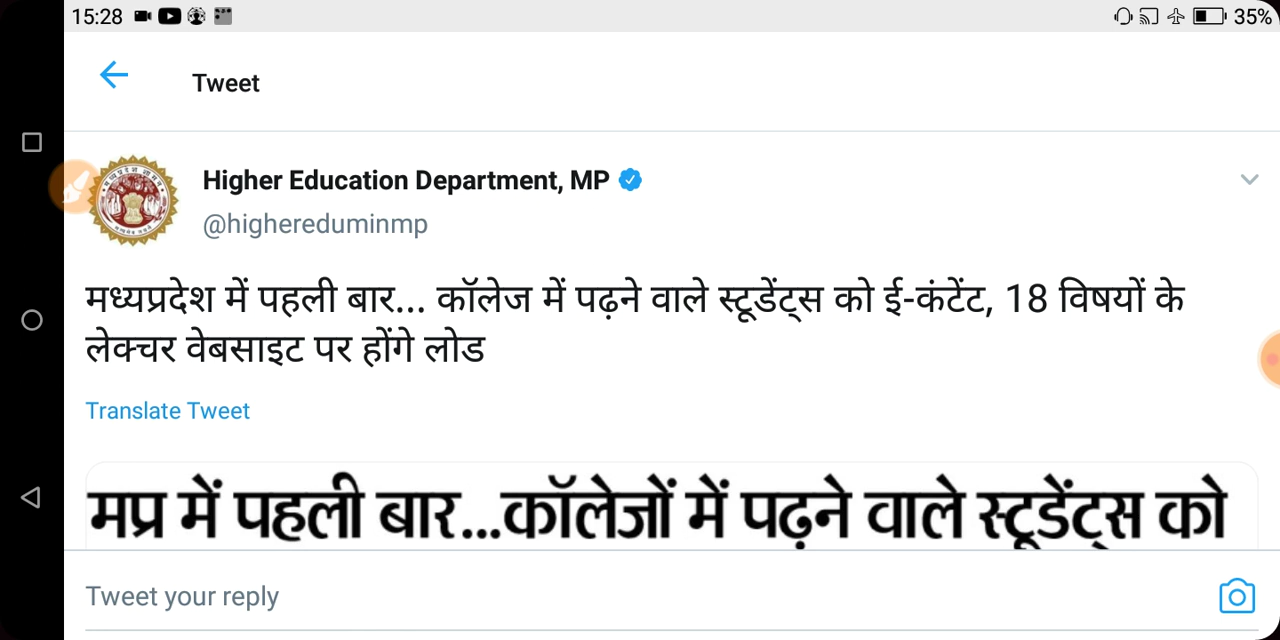 15:28
35%
Tweet
Higher Education Department, MP
@highereduminmp
मध्यप्रदेश में पहली बार... कॉलेज में पढ़ने वाले स्टूडेंट्स को ई-कंटेंट, 18 विषयों के
लेक्चर वेबसाइट पर होंगे लोड
Translate Tweet
मप्र में पहली बार...कॉलेजों में पढ़ने वाले स्टूडेंट्स को
Tweet your reply